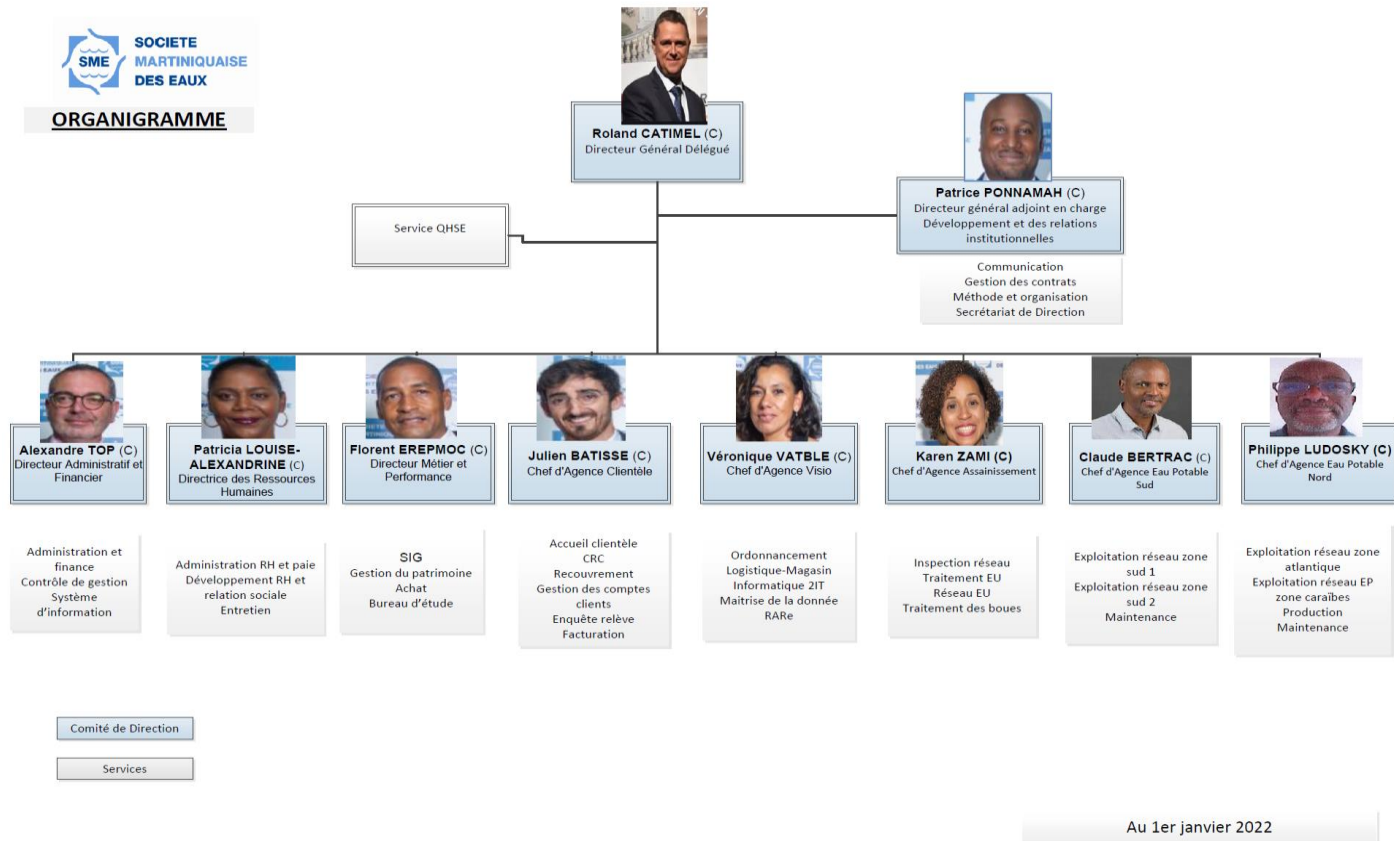 SME
SOCIETE
MARTINIQUAISE
DES EAUX
ORGANIGRAMME
Roland CATIMEL (C)
Directeur Général Délégué
Patrice PONNAMAH (C)
Directeur général adjoint en charge
Développement et des relations
institutionnelles
Service QHSE
Communication
Gestion des contrats
Méthode et organisation
Secrétariat de Direction
Alexandre TOP (C)
Directeur Administratif et
Financier
Patricia LOUISE-
ALEXANDRINE (C)
Directrice des Ressources
Humaines
Florent EREPMOC (C)
Directeur Métier et
Performance
Julien BATISSE (C)
Chef d'Agence Clientèle
Véronique VATBLE (C)
Chef d'Agence Visio
Karen ZAMI (C)
Chef d'Agence Assainissement
Claude BERTRAC (C)
Chef d'Agence Eau Potable
Sud
Philippe LUDOSKY (C)
Chef d'Agence Eau Potable
Nord
Administration et
finance
Contrôle de gestion
Système
d'information
Administration RH et paie
Développement RH et
relation sociale
Entretien
SIG
Gestion du patrimoine
Achat
Bureau d'étude
Accueil clientèle
CRC
Recouvrement
Gestion des comptes
clients
Enquête relève
Facturation
Ordonnancement
Logistique-Magasin
Informatique 2IT
Maitrise de la donnée
RARe
Inspection réseau
Traitement EU
Réseau EU
Traitement des boues
Exploitation réseau zone
sud 1
Exploitation réseau zone
sud 2
Maintenance
Exploitation réseau zone
atlantique
Exploitation réseau EP
zone caraïbes
Production
Maintenance
Comité de Direction
Services
Au 1er janvier 2022